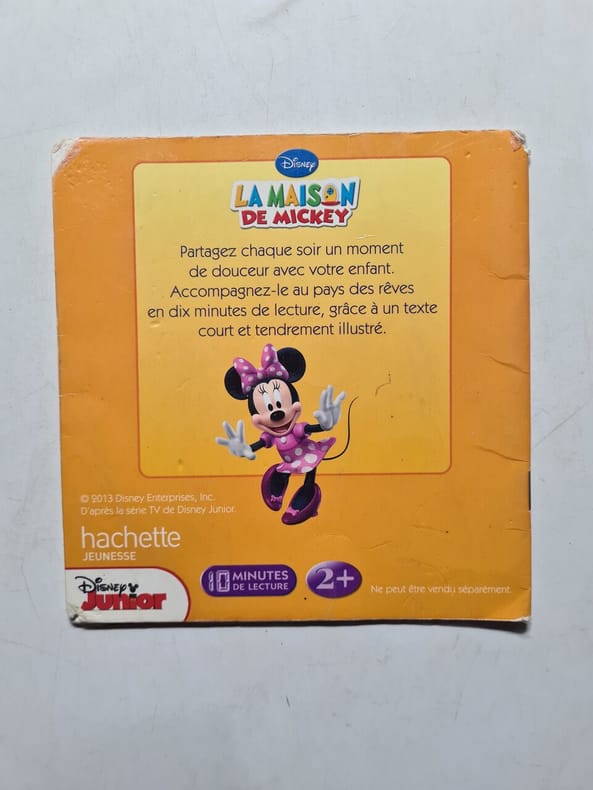 Disney
LA MAISON
DE MICKEY
Partagez chaque soir un moment
de douceur avec votre enfant.
Accompagnez-le au pays des rêves
en dix minutes de lecture, grâce à un texte
court et tendrement illustré.
© 2013 Disney Enterprises, Inc.
D'après la série TV de Disney Junior.
hachette
JEUNESSE
Disney
Junior
10 MINUTES
DE LECTURE
2+
Ne peut être vendu séparément.